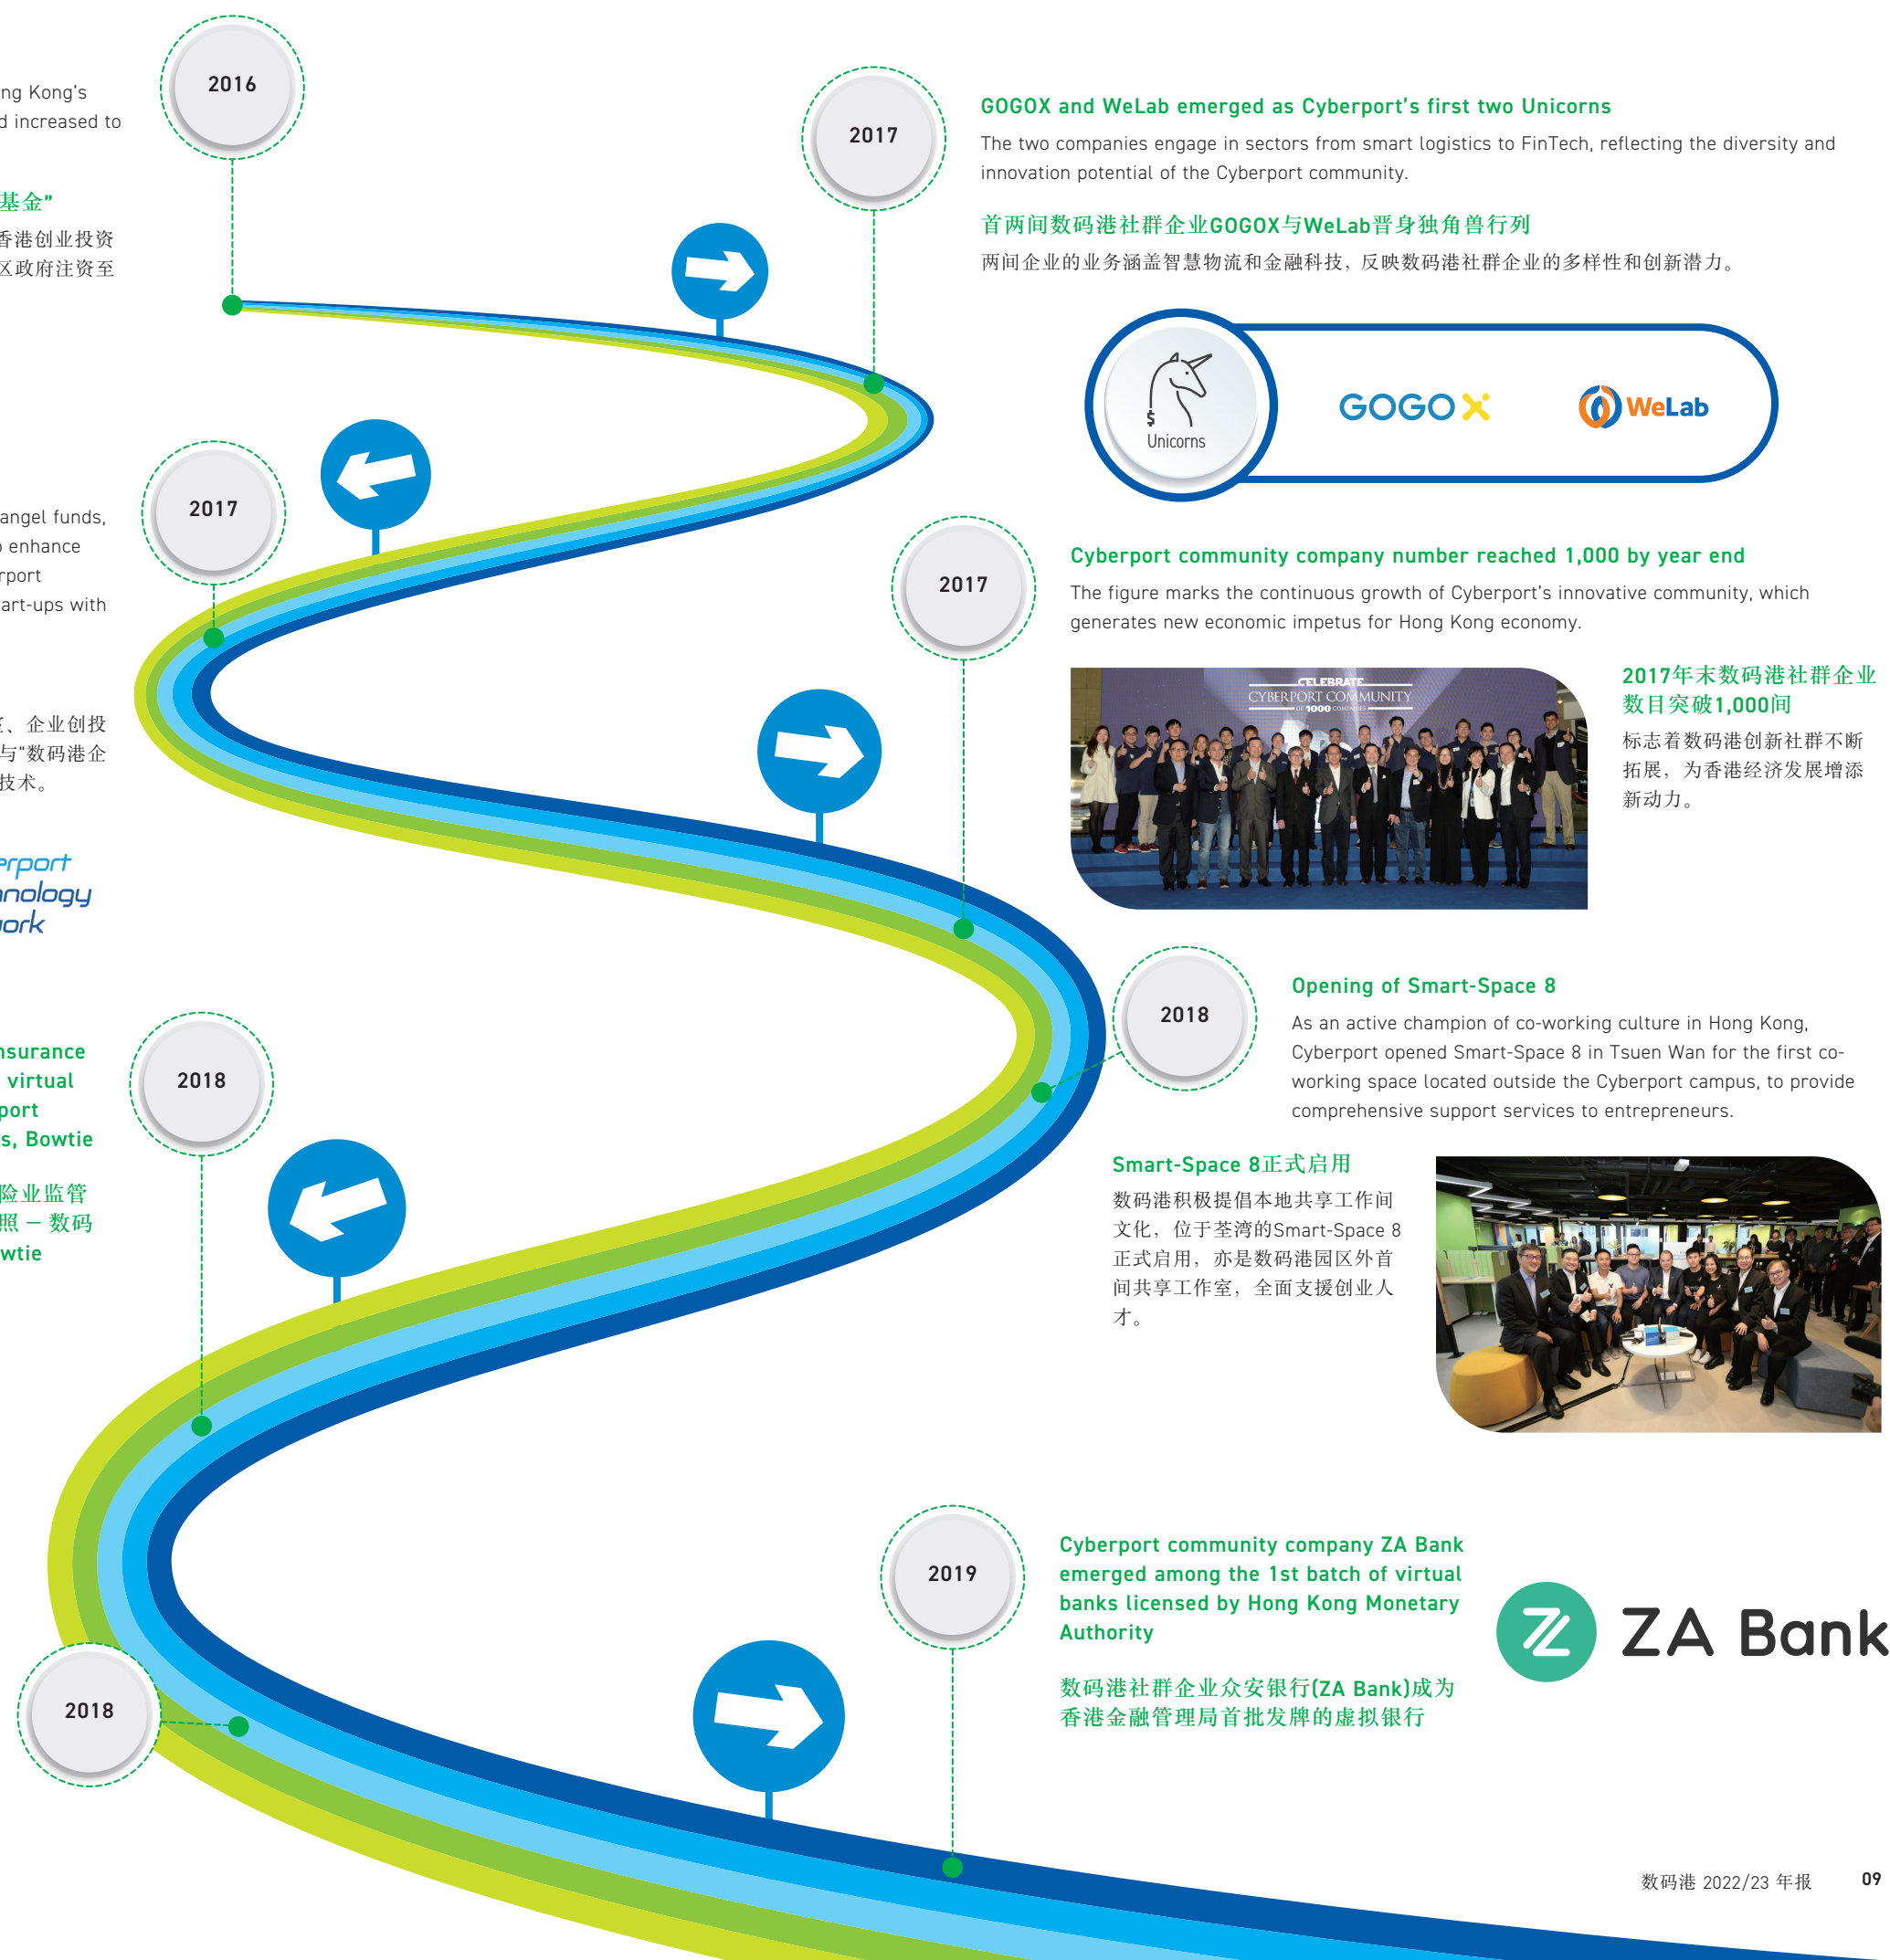 2016
ng Kong's
d increased to
基金”
香港创业投资
区政府注资至
2017
GOGOX and WeLab emerged as Cyberport's first two Unicorns
The two companies engage in sectors from smart logistics to FinTech, reflecting the diversity and
innovation potential of the Cyberport community.
首两间数码港社群企业GOGOX与WeLab晋身独角兽行列
两间企业的业务涵盖智慧物流和金融科技，反映数码港社群企业的多样性和创新潜力。
$
Unicorns
GOGOX
WeLab
2017
angel funds,
enhance
rport
art-ups with
、企业创投
与“数码港企
技术。
erport
nnology
work
2017
Cyberport community company number reached 1,000 by year end
The figure marks the continuous growth of Cyberport's innovative community, which
generates new economic impetus for Hong Kong economy.
CELEBRATE
CYBERPORT COMMUNITY
OF 1000 COMPANIES
2017年末数码港社群企业
数目突破1,000间
标志着数码港创新社群不断
拓展，为香港经济发展增添
新动力。
2018
Opening of Smart-Space 8
As an active champion of co-working culture in Hong Kong,
Cyberport opened Smart-Space 8 in Tsuen Wan for the first co-
working space located outside the Cyberport campus, to provide
comprehensive support services to entrepreneurs.
Smart-Space 8正式启用
数码港积极提倡本地共享工作间
文化，位于荃湾的Smart-Space 8
正式启用，亦是数码港园区外首
间共享工作室，全面支援创业人
才。
2018
nsurance
virtual
port
s, Bowtie
险业监管
照 – 数码
owtie
2018
2019
Cyberport community company ZA Bank
emerged among the 1st batch of virtual
banks licensed by Hong Kong Monetary
Authority
数码港社群企业众安银行(ZA Bank)成为
香港金融管理局首批发牌的虚拟银行
ZA Bank
数码港 2022/23 年报 09